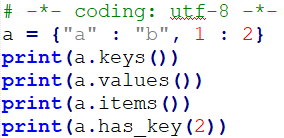 # -*- coding: utf-8 -*-
a = {"a" : "b", 1 : 2}
print(a.keys())
print(a.values())
print(a.items())
print(a.has_key(2))